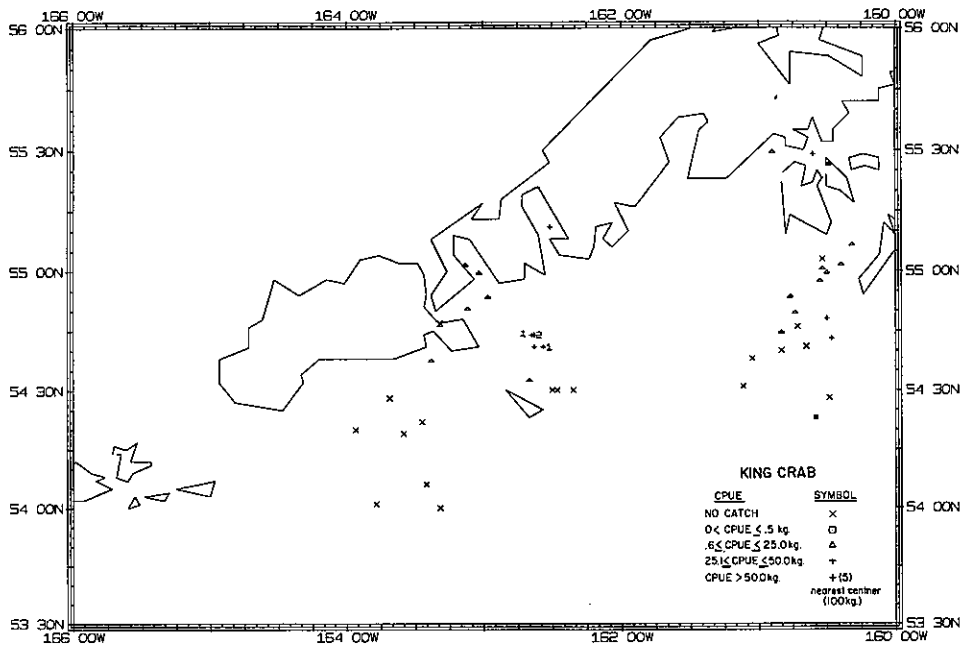 166 00W 164 00W 162 00W 160 00W
56 00N 56 00N
55 30N 55 30N
55 00N 55 00N
1 2
1
54 30N 54 30N
KING CRAB
CPUE SYMBOL
NO CATCH ×
0< CPUE ≤ .5 kg.
.6≤ CPUE ≤ 25.0kg. △
25.1≤ CPUE ≤50.0kg. +
CPUE >50.0kg. +(5)
nearest centner
(100kg.)
54 00N 54 00N
53 30N 53 30N
166 00W 164 00W 162 00W 160 00W